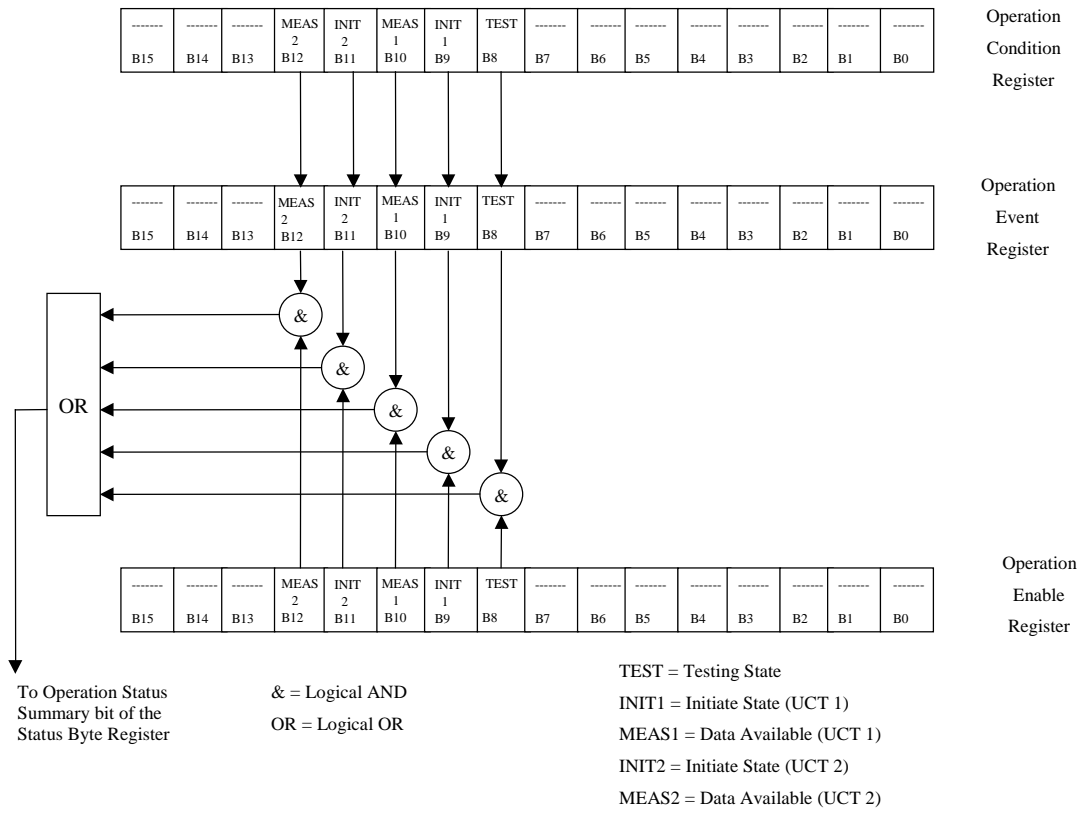 ------- ------- ------- MEAS INIT MEAS INIT TEST ------- ------- ------- ------- ------- ------- ------- -------
2 2 1 1
B15 B14 B13 B12 B11 B10 B9 B8 B7 B6 B5 B4 B3 B2 B1 B0
Operation
Condition
Register
------- ------- ------- MEAS INIT MEAS INIT TEST ------- ------- ------- ------- ------- ------- ------- -------
2 2 1 1
B15 B14 B13 B12 B11 B10 B9 B8 B7 B6 B5 B4 B3 B2 B1 B0
Operation
Event
Register
&
&
OR
&
&
&
------- ------- ------- MEAS INIT MEAS INIT TEST ------- ------- ------- ------- ------- ------- ------- -------
2 2 1 1
B15 B14 B13 B12 B11 B10 B9 B8 B7 B6 B5 B4 B3 B2 B1 B0
Operation
Enable
Register
To Operation Status
Summary bit of the
Status Byte Register
& = Logical AND
OR = Logical OR
TEST = Testing State
INIT1 = Initiate State (UCT 1)
MEAS1 = Data Available (UCT 1)
INIT2 = Initiate State (UCT 2)
MEAS2 = Data Available (UCT 2)